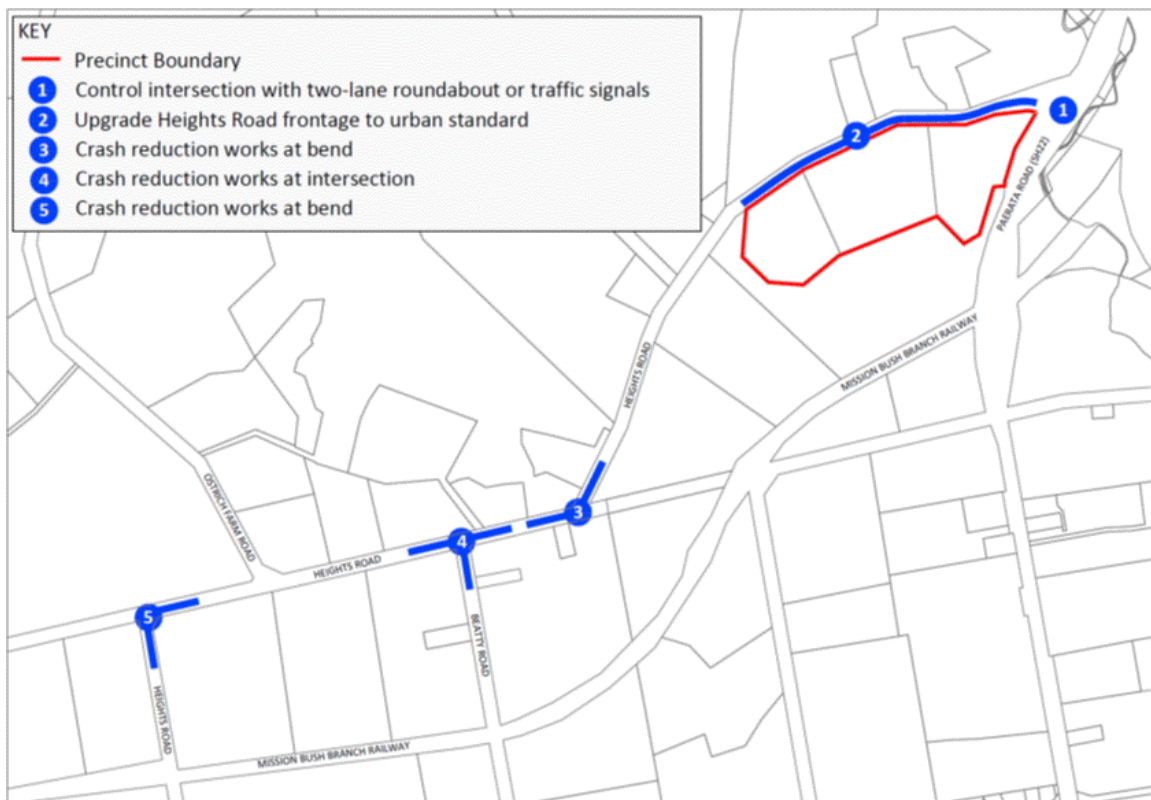 KEY
Precinct Boundary
1 Control intersection with two-lane roundabout or traffic signals
2 Upgrade Heights Road frontage to urban standard
3 Crash reduction works at bend
4 Crash reduction works at intersection
5 Crash reduction works at bend
1
2
PAERATA ROAD (SH22)
MISSION BUSH BRANCH RAILWAY
HEIGHTS ROAD
OSTRICH FARM ROAD
3
4
HEIGHTS ROAD
5
BEATTY ROAD
HEIGHTS ROAD
MISSION BUSH BRANCH RAILWAY